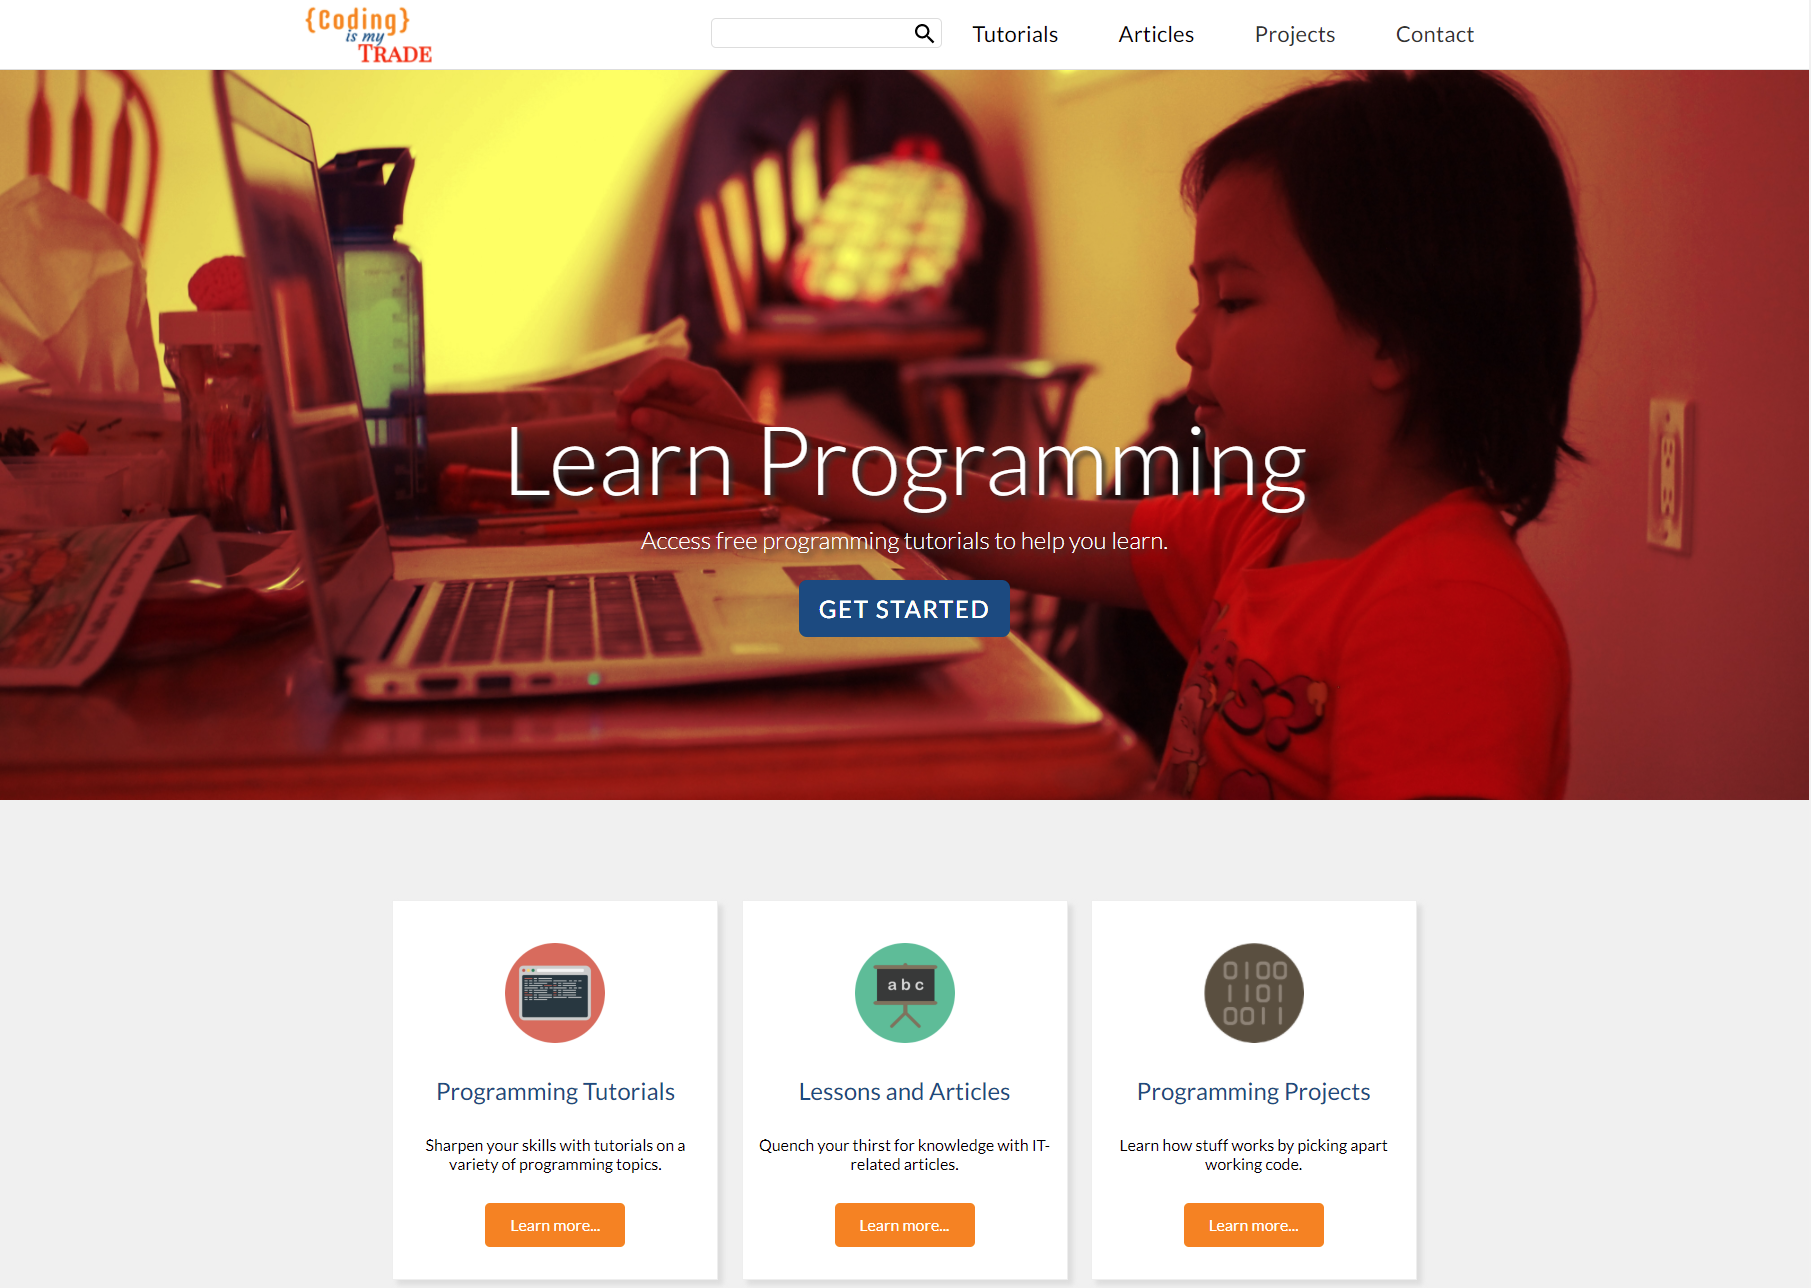 {Coding}
is my
TRADE
Tutorials
Articles
Projects
Contact
Learn Programming
Access free programming tutorials to help you learn.
GET STARTED
0100
1101
0011
a b c
Programming Tutorials
Lessons and Articles
Programming Projects
Sharpen your skills with tutorials on a
variety of programming topics.
Quench your thirst for knowledge with IT-
related articles.
Learn how stuff works by picking apart
working code.
Learn more...
Learn more...
Learn more...